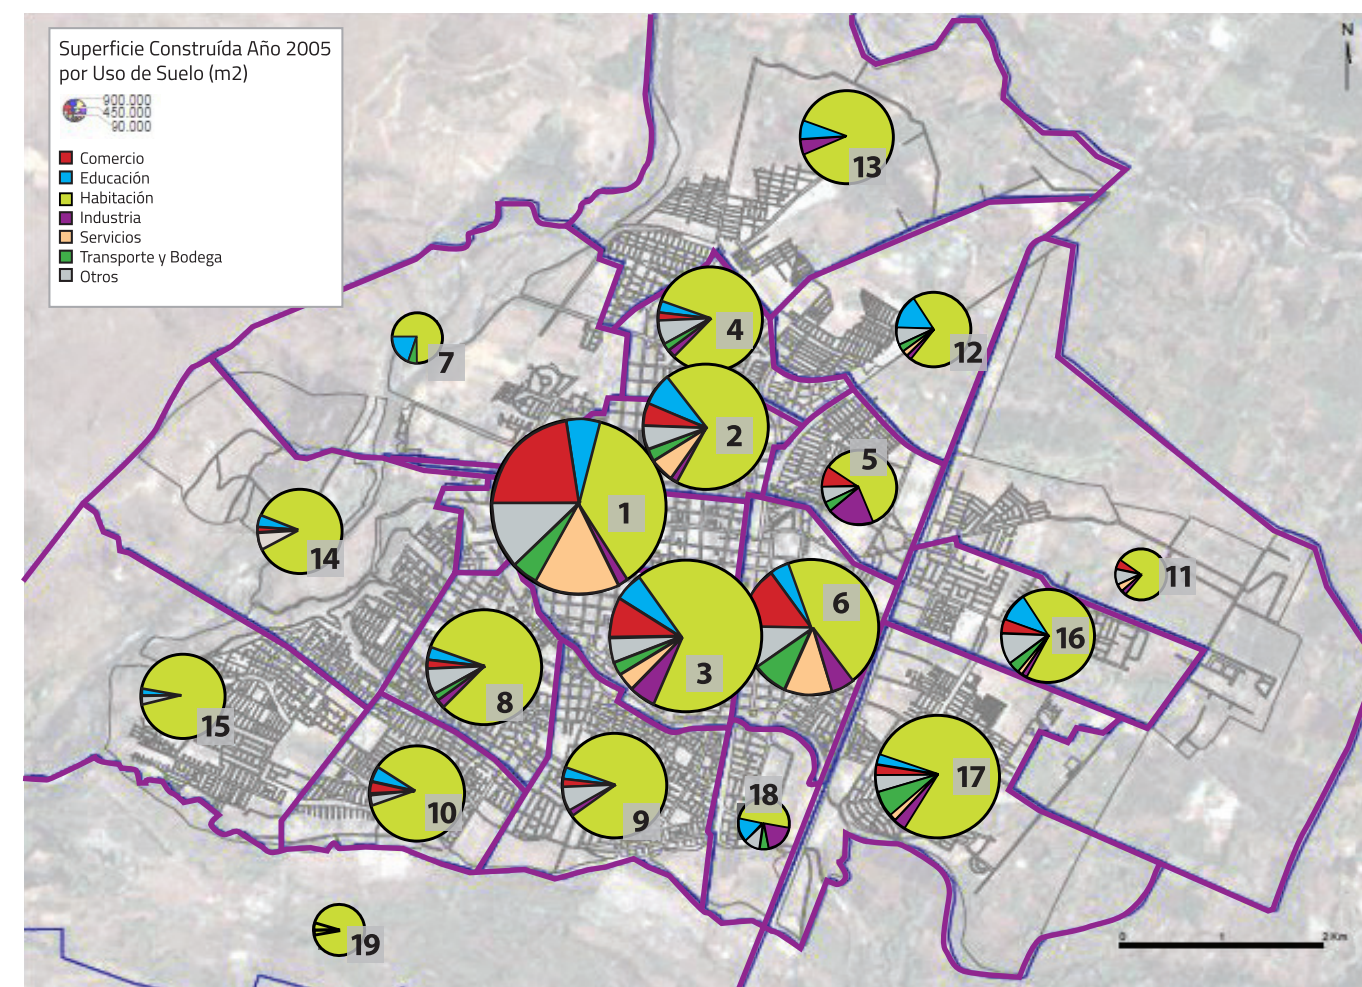 Superficie Construída Año 2005
por Uso de Suelo (m2)
900.000
450.000
90.000
Comercio
Educación
Habitación
Industria
Servicios
Transporte y Bodega
Otros
N
13
4
12
7
2
5
1
14
11
6
16
3
8
15
17
18
10
9
19
0 1 2 Km